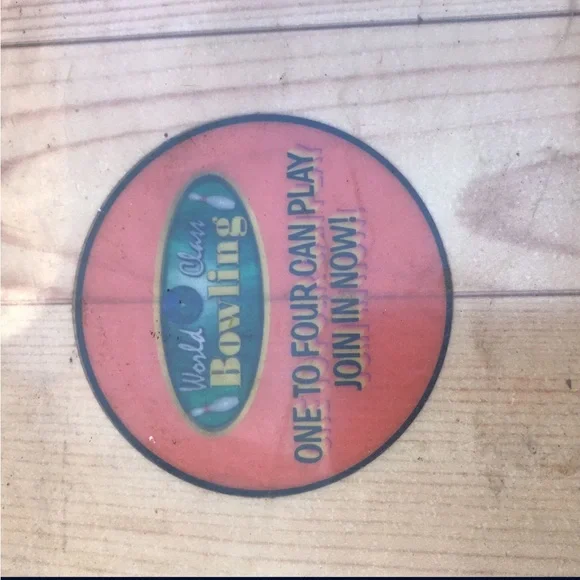 World Class
Bowling
ONE TO FOUR CAN PLAY,
JOIN IN NOW!